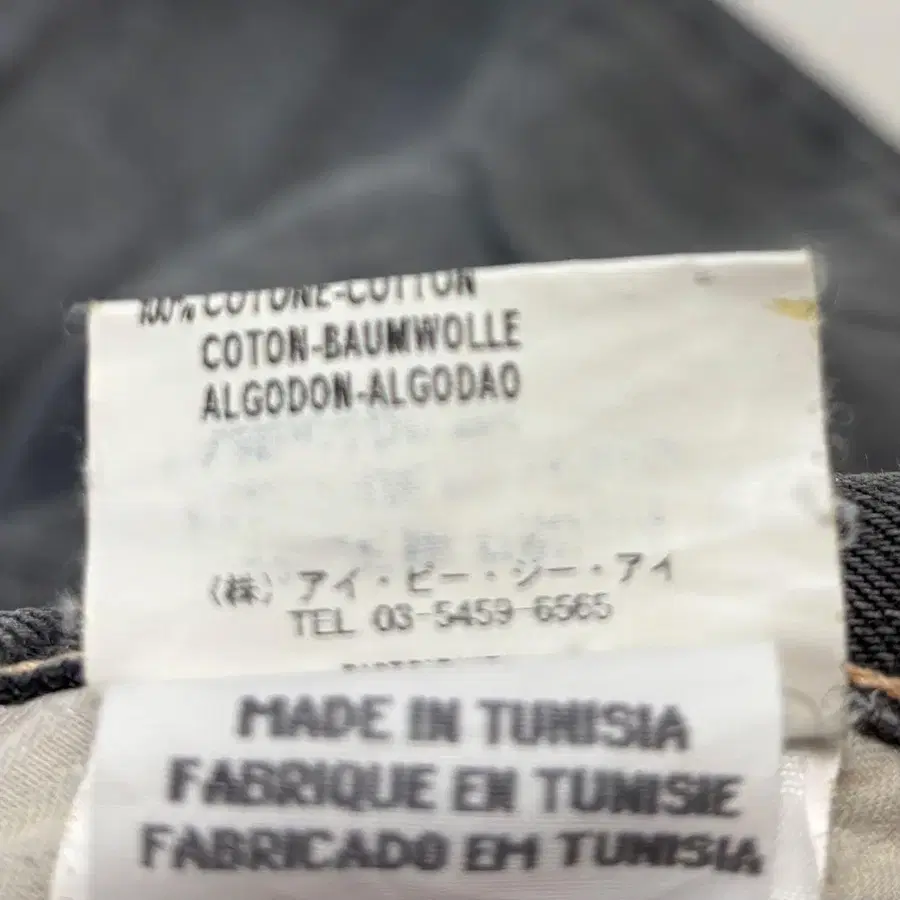 100% COTONE-COTTON
COTON-BAUMWOLLE
ALGODON-ALGODAO
(株)アイ・ピー・ジー・アイ
TEL 03-5459-6565
MADE IN TUNISIA
FABRIQUE EN TUNISIE
FABRICADO EM TUNISIA